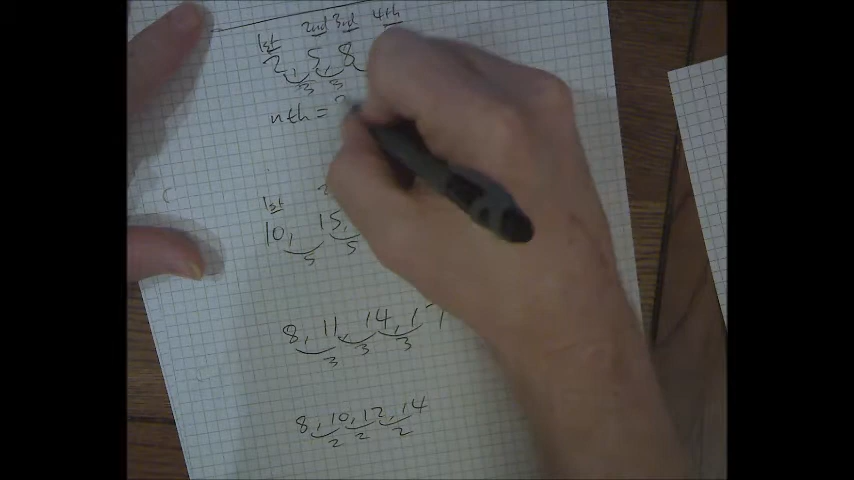 1st 2nd 3rd 4th
2, 5, 8
3 3
nth =
1st
10, 15,
5 5
8, 11, 14, 17
3 3 3
8, 10, 12, 14
2 2 2